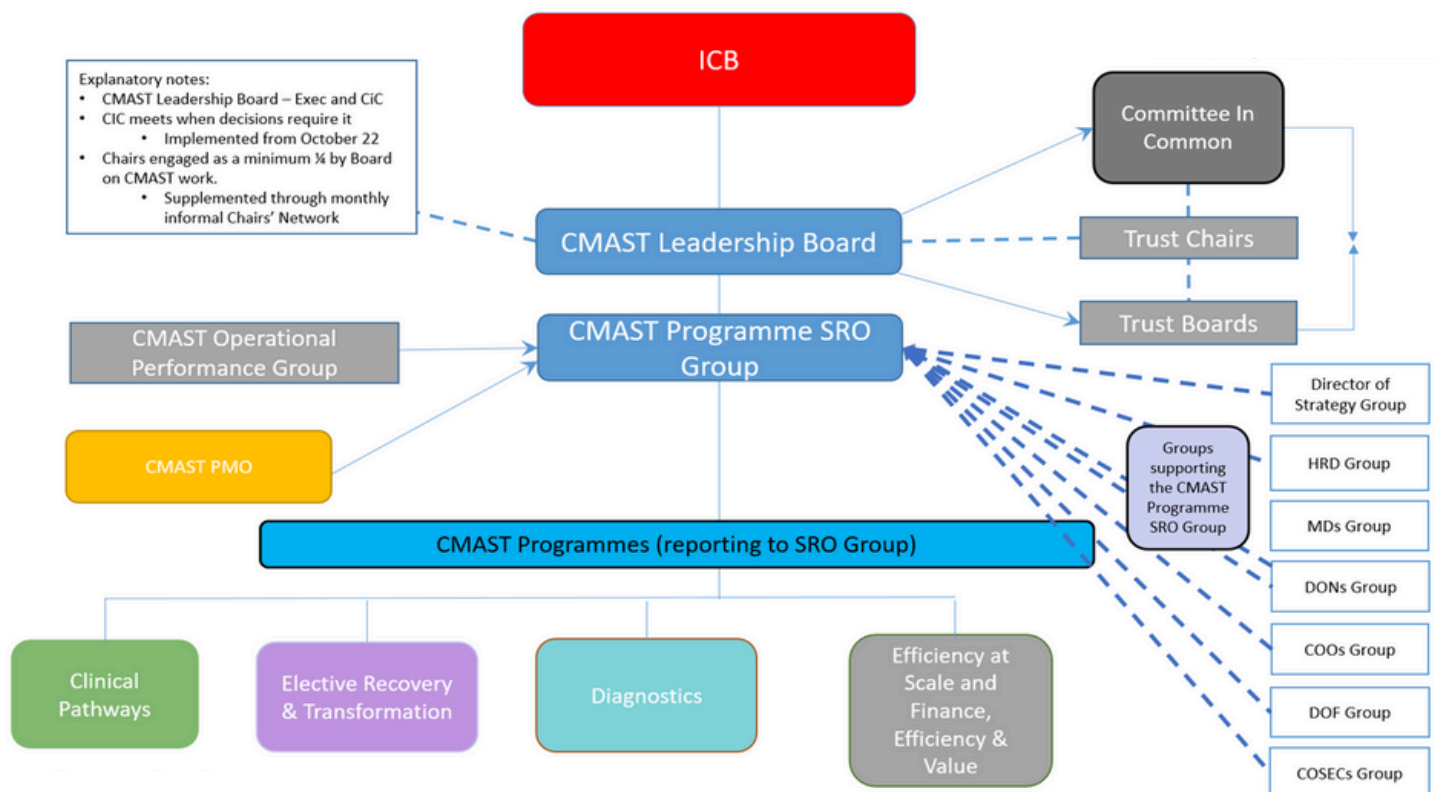 ICB
Explanatory notes:
• CMAST Leadership Board – Exec and CiC
• CIC meets when decisions require it
• Implemented from October 22
• Chairs engaged as a minimum ¼ by Board
on CMAST work.
• Supplemented through monthly
informal Chairs’ Network
Committee In
Common
CMAST Leadership Board
Trust Chairs
Trust Boards
CMAST Operational
Performance Group
CMAST Programme SRO
Group
CMAST PMO
Groups
supporting
the CMAST
Programme
SRO Group
Director of
Strategy Group
HRD Group
MDs Group
DONs Group
COOs Group
DOF Group
COSECs Group
CMAST Programmes (reporting to SRO Group)
Clinical
Pathways
Elective Recovery
& Transformation
Diagnostics
Efficiency at
Scale and
Finance,
Efficiency &
Value